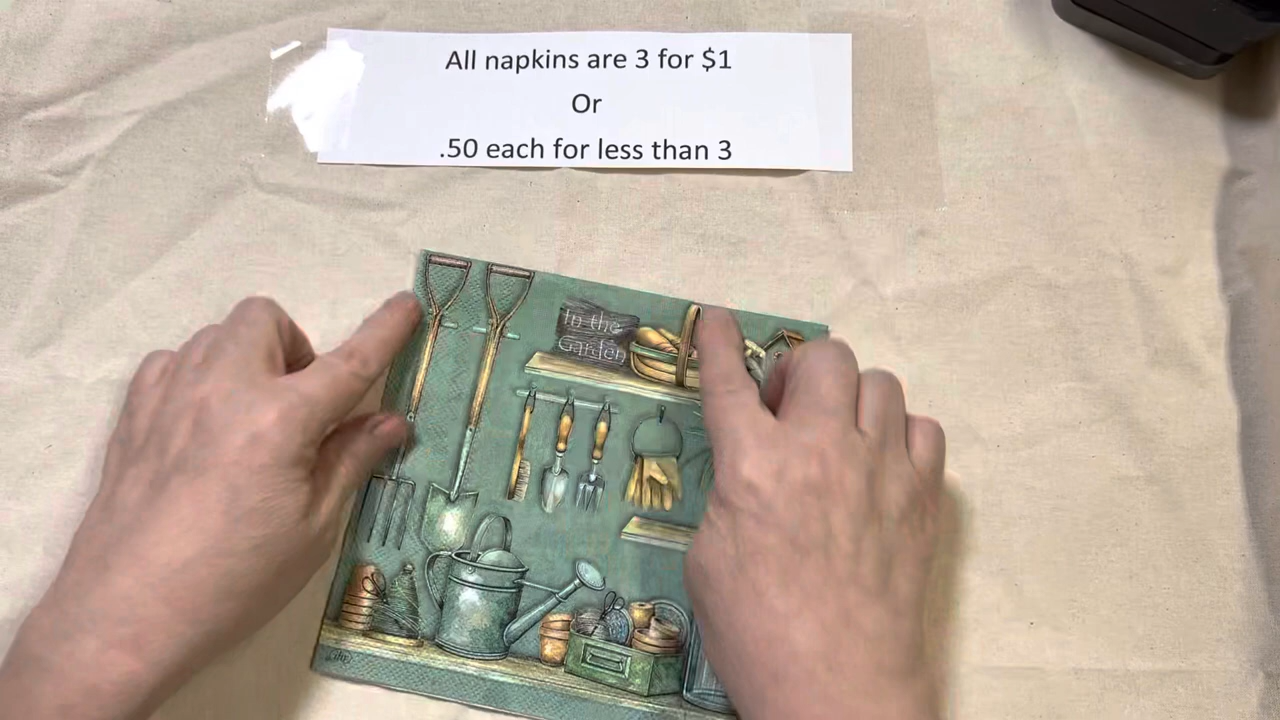 All napkins are 3 for $1
Or
.50 each for less than 3
In the
Garden